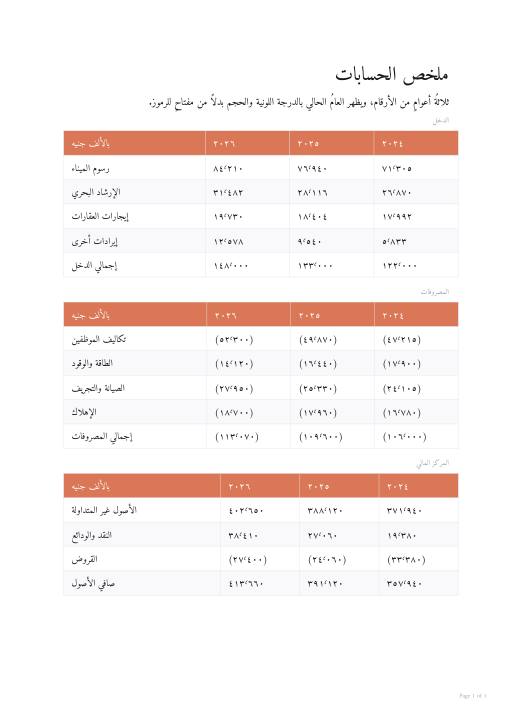 ملخص الحسابات
ثلاثةُ أعوامٍ من الأرقام، ويظهر العامُ الحالي بالدرجة اللونية والحجم بدلًا من مفتاحٍ للرموز.
الدخل
بالألف جنيه ٢٠٢٦ ٢٠٢٥ ٢٠٢٤
رسوم الميناء ٨٤٬٢١٠ ٧٦٬٩٤٠ ٧١٬٣٠٥
الإرشاد البحري ٣١٬٤٨٢ ٢٨٬١١٦ ٢٦٬٨٧٠
إيجارات العقارات ١٩٬٧٣٠ ١٨٬٤٠٤ ١٧٬٩٩٢
إيرادات أخرى ١٢٬٥٧٨ ٩٬٥٤٠ ٥٬٨٣٣
إجمالي الدخل ١٤٨٬٠٠٠ ١٣٣٬٠٠٠ ١٢٢٬٠٠٠
المصروفات
بالألف جنيه ٢٠٢٦ ٢٠٢٥ ٢٠٢٤
تكاليف الموظفين (٥٢٬٣٠٠) (٤٩٬٨٧٠) (٤٧٬٢١٥)
الطاقة والوقود (١٤٬١٢٠) (١٦٬٤٤٠) (١٧٬٩٠٠)
الصيانة والتجريف (٢٧٬٩٥٠) (٢٥٬٣٣٠) (٢٤٬١٠٥)
الإهلاك (١٨٬٧٠٠) (١٧٬٩٦٠) (١٦٬٧٨٠)
إجمالي المصروفات (١١٣٬٠٧٠) (١٠٩٬٦٠٠) (١٠٦٬٠٠٠)
المركز المالي
بالألف جنيه ٢٠٢٦ ٢٠٢٥ ٢٠٢٤
الأصول غير المتداولة ٤٠٢٬٦٥٠ ٣٨٨٬١٢٠ ٣٧١٬٩٤٠
النقد والودائع ٣٨٬٤١٠ ٢٧٬٠٦٠ ١٩٬٣٨٠
القروض (٢٧٬٤٠٠) (٢٤٬٠٦٠) (٣٣٬٣٨٠)
صافي الأصول ٤١٣٬٦٦٠ ٣٩١٬١٢٠ ٣٥٧٬٩٤٠
Page 1 of 1